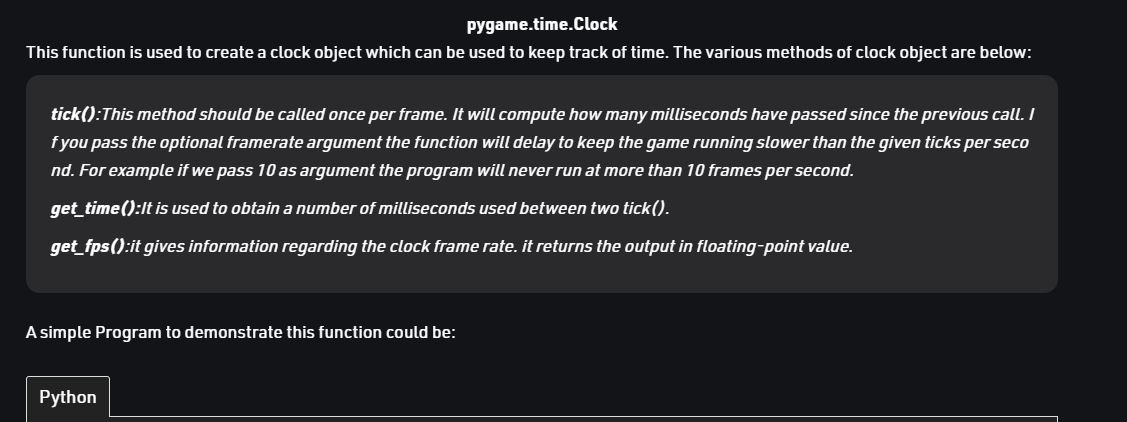 pygame.time.Clock
This function is used to create a clock object which can be used to keep track of time. The various methods of clock object are below:
tick():This method should be called once per frame. It will compute how many milliseconds have passed since the previous call. I
f you pass the optional framerate argument the function will delay to keep the game running slower than the given ticks per seco
nd. For example if we pass 10 as argument the program will never run at more than 10 frames per second.
get_time():It is used to obtain a number of milliseconds used between two tick().
get_fps():it gives information regarding the clock frame rate. it returns the output in floating-point value.
A simple Program to demonstrate this function could be:
Python